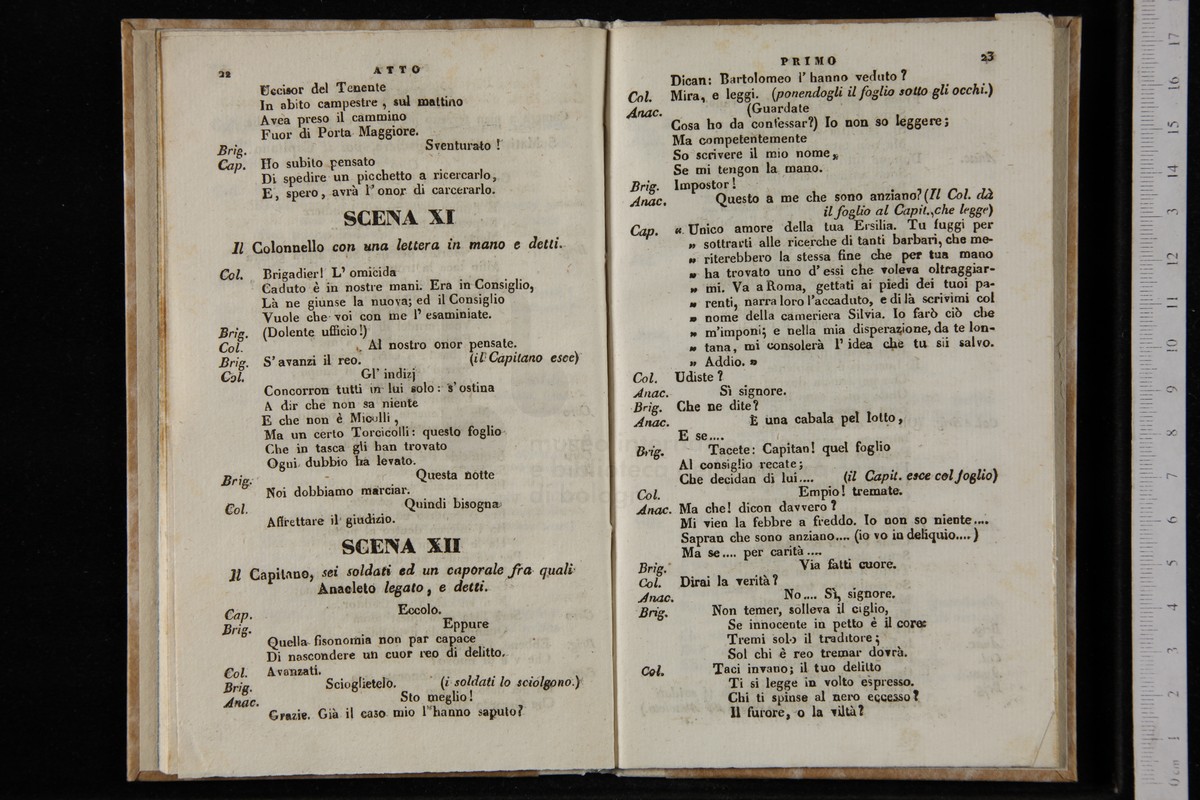 22
ATTO
Uccisor del Tenente
In abito campestre, sul mattino
Avea preso il cammino
Fuor di Porta Maggiore.
Brig. Sventurato!
Cap. Ho subito pensato
Di spedire un picchetto a ricercarlo,
E, spero, avrà l'onor di carcerarlo.
SCENA XI
Il Colonnello con una lettera in mano e detti.
Col. Brigadier! L' omicida
Caduto è in nostre mani. Era in Consiglio,
Là ne giunse la nuova; ed il Consiglio
Vuole che voi con me l' esaminiate.
Brig. (Dolente ufficio!)
Col. Al nostro onor pensate.
Brig. S' avanzi il reo. (il Capitano esce)
Col. Gl' indizj
Concorron tutti in lui solo: s' ostina
A dir che non sa niente
E che non è Miculli,
Ma un certo Torcicolli: questo foglio
Che in tasca gli han trovato
Ogni dubbio ha levato.
Brig. Questa notte
Noi dobbiamo marciar.
Col. Quindi bisogna
Affrettare il giudizio.
SCENA XII
Il Capitano, sei soldati ed un caporale fra quali
Anacleto legato, e detti.
Cap. Eccolo.
Brig. Eppure
Quella fisonomia non par capace
Di nascondere un cuor reo di delitto.
Col. Avanzati.
Brig. Scioglietelo. (i soldati lo sciolgono.)
Anac. Sto meglio!
Grazie. Già il caso mio l' hanno saputo?
PRIMO
23
Dican: Bartolomeo l' hanno veduto?
Col. Mira, e leggi. (ponendogli il foglio sotto gli occhi.)
Anac. (Guardate
Cosa ho da confessar?) Io non so leggere;
Ma competentemente
So scrivere il mio nome,
Se mi tengon la mano.
Brig. Impostor!
Anac. Questo a me che sono anziano? (Il Col. dà
il foglio al Capit., che legge)
Cap. « Unico amore della tua Ersilia. Tu fuggi per
» sottrarti alle ricerche di tanti barbari, che me-
» riterebbero la stessa fine che per tua mano
» ha trovato uno d' essi che voleva oltraggiar-
» mi. Va a Roma, gettati ai piedi dei tuoi pa-
» renti, narra loro l'accaduto, e di là scrivimi col
» nome della cameriera Silvia. Io farò ciò che
» m'imponi; e nella mia disperazione, da te lon-
» tana, mi consolerà l' idea che tu sii salvo.
» Addio. »
Col. Udiste?
Anac. Sì signore.
Brig. Che ne dite?
Anac. È una cabala pel lotto,
E se....
Brig. Tacete: Capitan! quel foglio
Al consiglio recate;
Che decidan di lui.... (il Capit. esce col foglio)
Col. Empio! tremate.
Anac. Ma che! dicon davvero?
Mi vien la febbre a freddo. Io non so niente....
Sapran che sono anziano.... (io vo in deliquio....)
Ma se.... per carità....
Brig. Via fatti cuore.
Col. Dirai la verità?
Anac. No.... Sì, signore.
Brig. Non temer, solleva il ciglio,
Se innocente in petto è il core:
Tremi solo il traditore;
Sol chi è reo tremar dovrà.
Col. Taci invano; il tuo delitto
Ti si legge in volto espresso.
Chi ti spinse al nero eccesso?
Il furore, o la viltà?